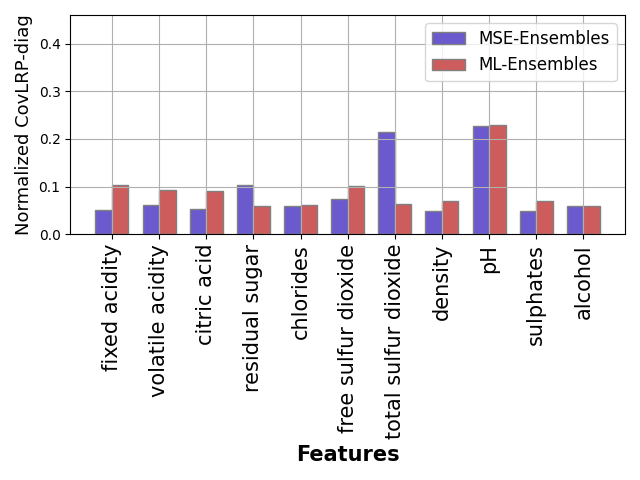 Normalized CovLRP-diag
0.4
0.3
0.2
0.1
0.0
MSE-Ensembles
ML-Ensembles
fixed acidity
volatile acidity
citric acid
residual sugar
chlorides
free sulfur dioxide
total sulfur dioxide
density
pH
sulphates
alcohol
Features